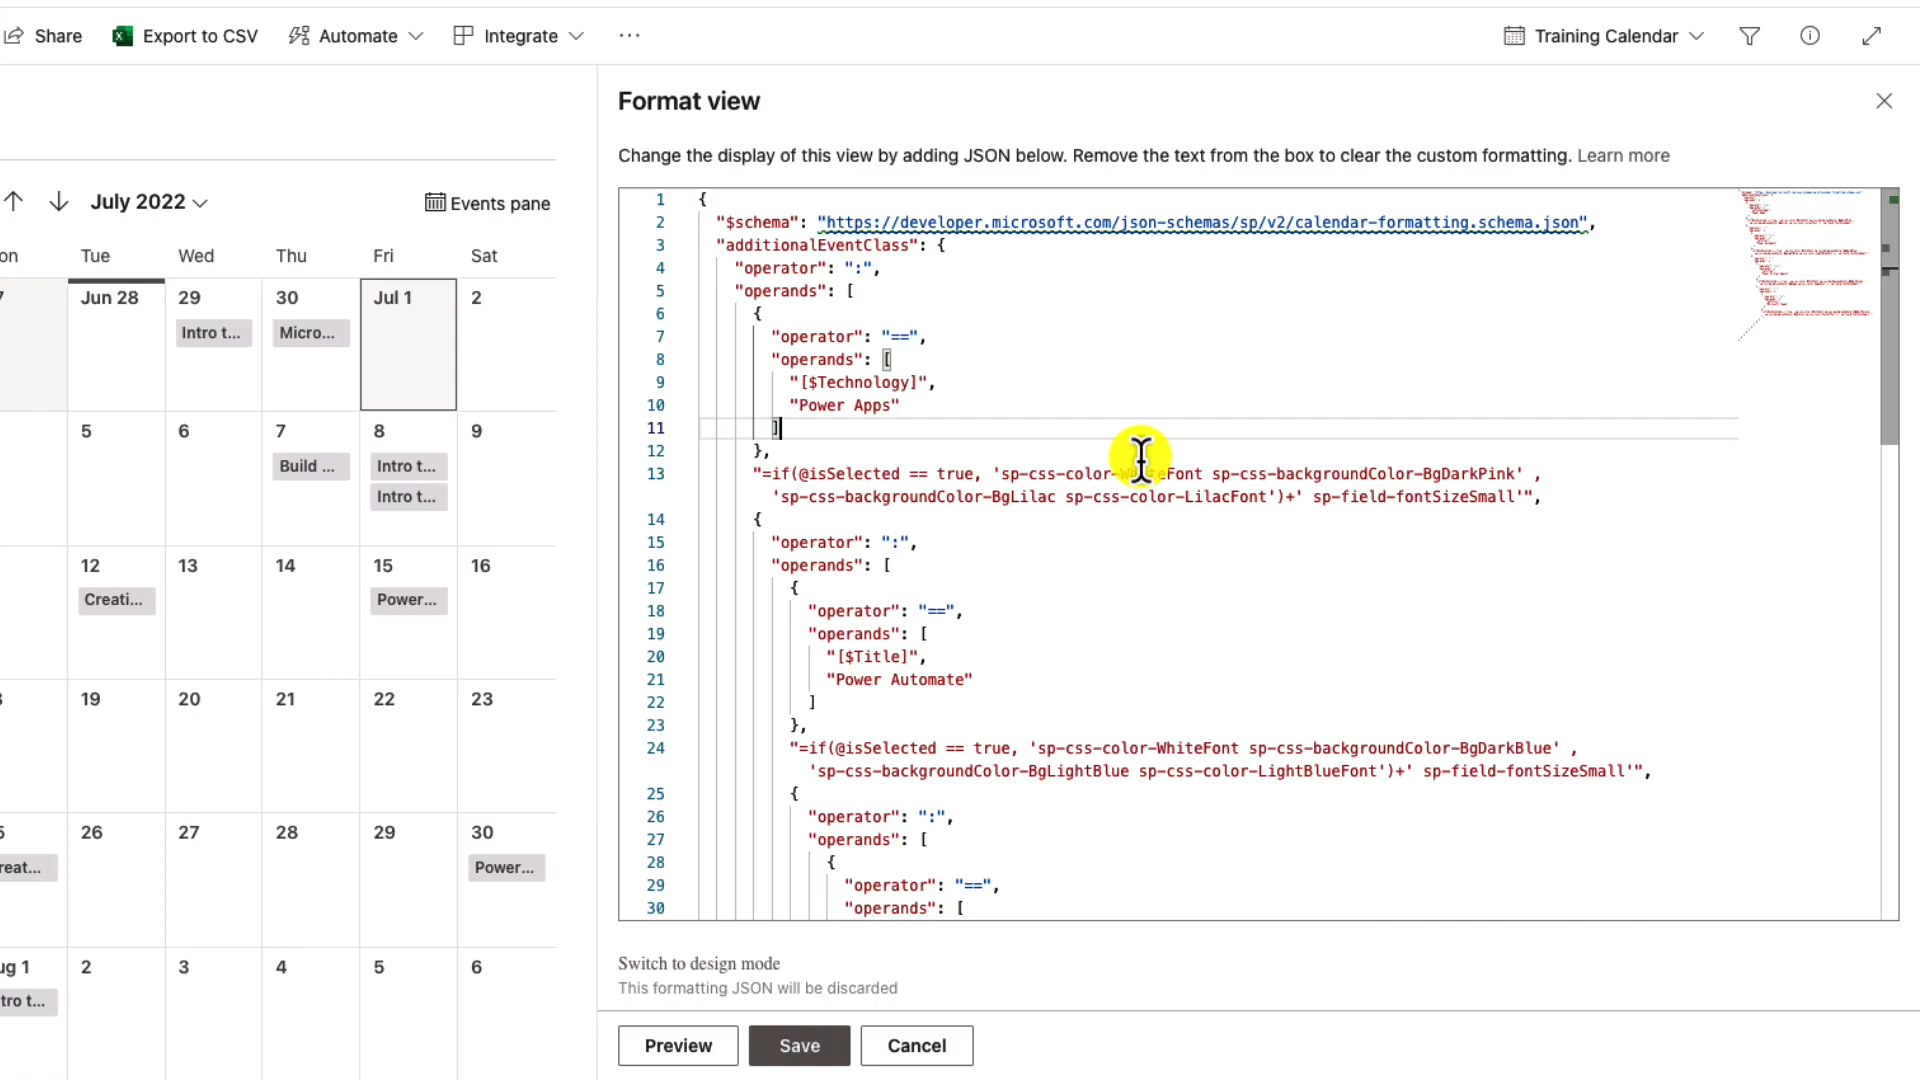 Share Export to CSV Automate Integrate ... Training Calendar
Format view
Change the display of this view by adding JSON below. Remove the text from the box to clear the custom formatting. Learn more
July 2022 Events pane
Tue Wed Thu Fri Sat
Jun 28 29 30 Jul 1 2
Intro t... Micro...
5 6 7 8 9
Build ... Intro t...
Intro t...
12 13 14 15 16
Creati... Power...
19 20 21 22 23
26 27 28 29 30
reat... Power...
ug 1 2 3 4 5 6
tro t...
1 {
2 "$schema": "https://developer.microsoft.com/json-schemas/sp/v2/calendar-formatting.schema.json",
3 "additionalEventClass": {
4 "operator": ":",
5 "operands": [
6 {
7 "operator": "==",
8 "operands": [
9 "[$Technology]",
10 "Power Apps"
11 ]
12 },
13 "=if(@isSelected == true, 'sp-css-color-WhiteFont sp-css-backgroundColor-BgDarkPink' ,
'sp-css-backgroundColor-BgLilac sp-css-color-LilacFont')+' sp-field-fontSizeSmall'",
14 {
15 "operator": ":",
16 "operands": [
17 {
18 "operator": "==",
19 "operands": [
20 "[$Title]",
21 "Power Automate"
22 ]
23 },
24 "=if(@isSelected == true, 'sp-css-color-WhiteFont sp-css-backgroundColor-BgDarkBlue' ,
'sp-css-backgroundColor-BgLightBlue sp-css-color-LightBlueFont')+' sp-field-fontSizeSmall'",
25 {
26 "operator": ":",
27 "operands": [
28 {
29 "operator": "==",
30 "operands": [
Switch to design mode
This formatting JSON will be discarded
Preview Save Cancel